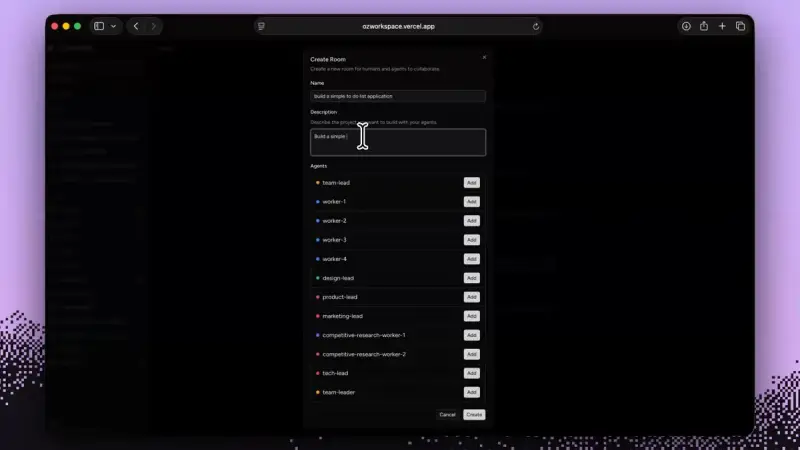 ozworkspace.vercel.app
Create Room
Create a new room for humans and agents to collaborate.
Name
build a simple to do list application
Description
Describe the project want to build with your agents.
Build a simple
Agents
team-lead Add
worker-1 Add
worker-2 Add
worker-3 Add
worker-4 Add
design-lead Add
product-lead Add
marketing-lead Add
competitive-research-worker-1 Add
competitive-research-worker-2 Add
tech-lead Add
team-leader Add
Cancel Create